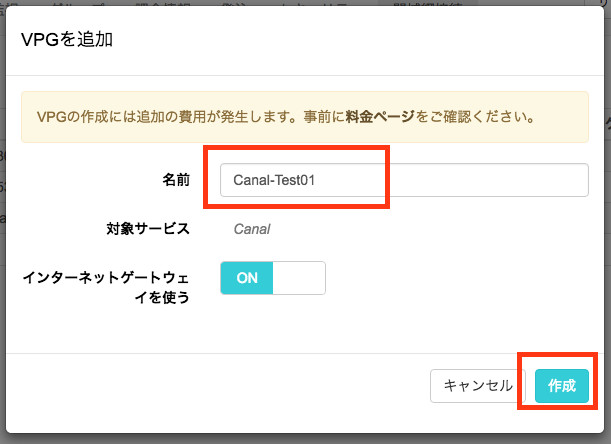 VPGを追加
VPGの作成には追加の費用が発生します。事前に料金ページをご確認ください。
名前
Canal-Test01
対象サービス
Canal
インターネットゲートウェ
イを使う
ON
キャンセル
作成